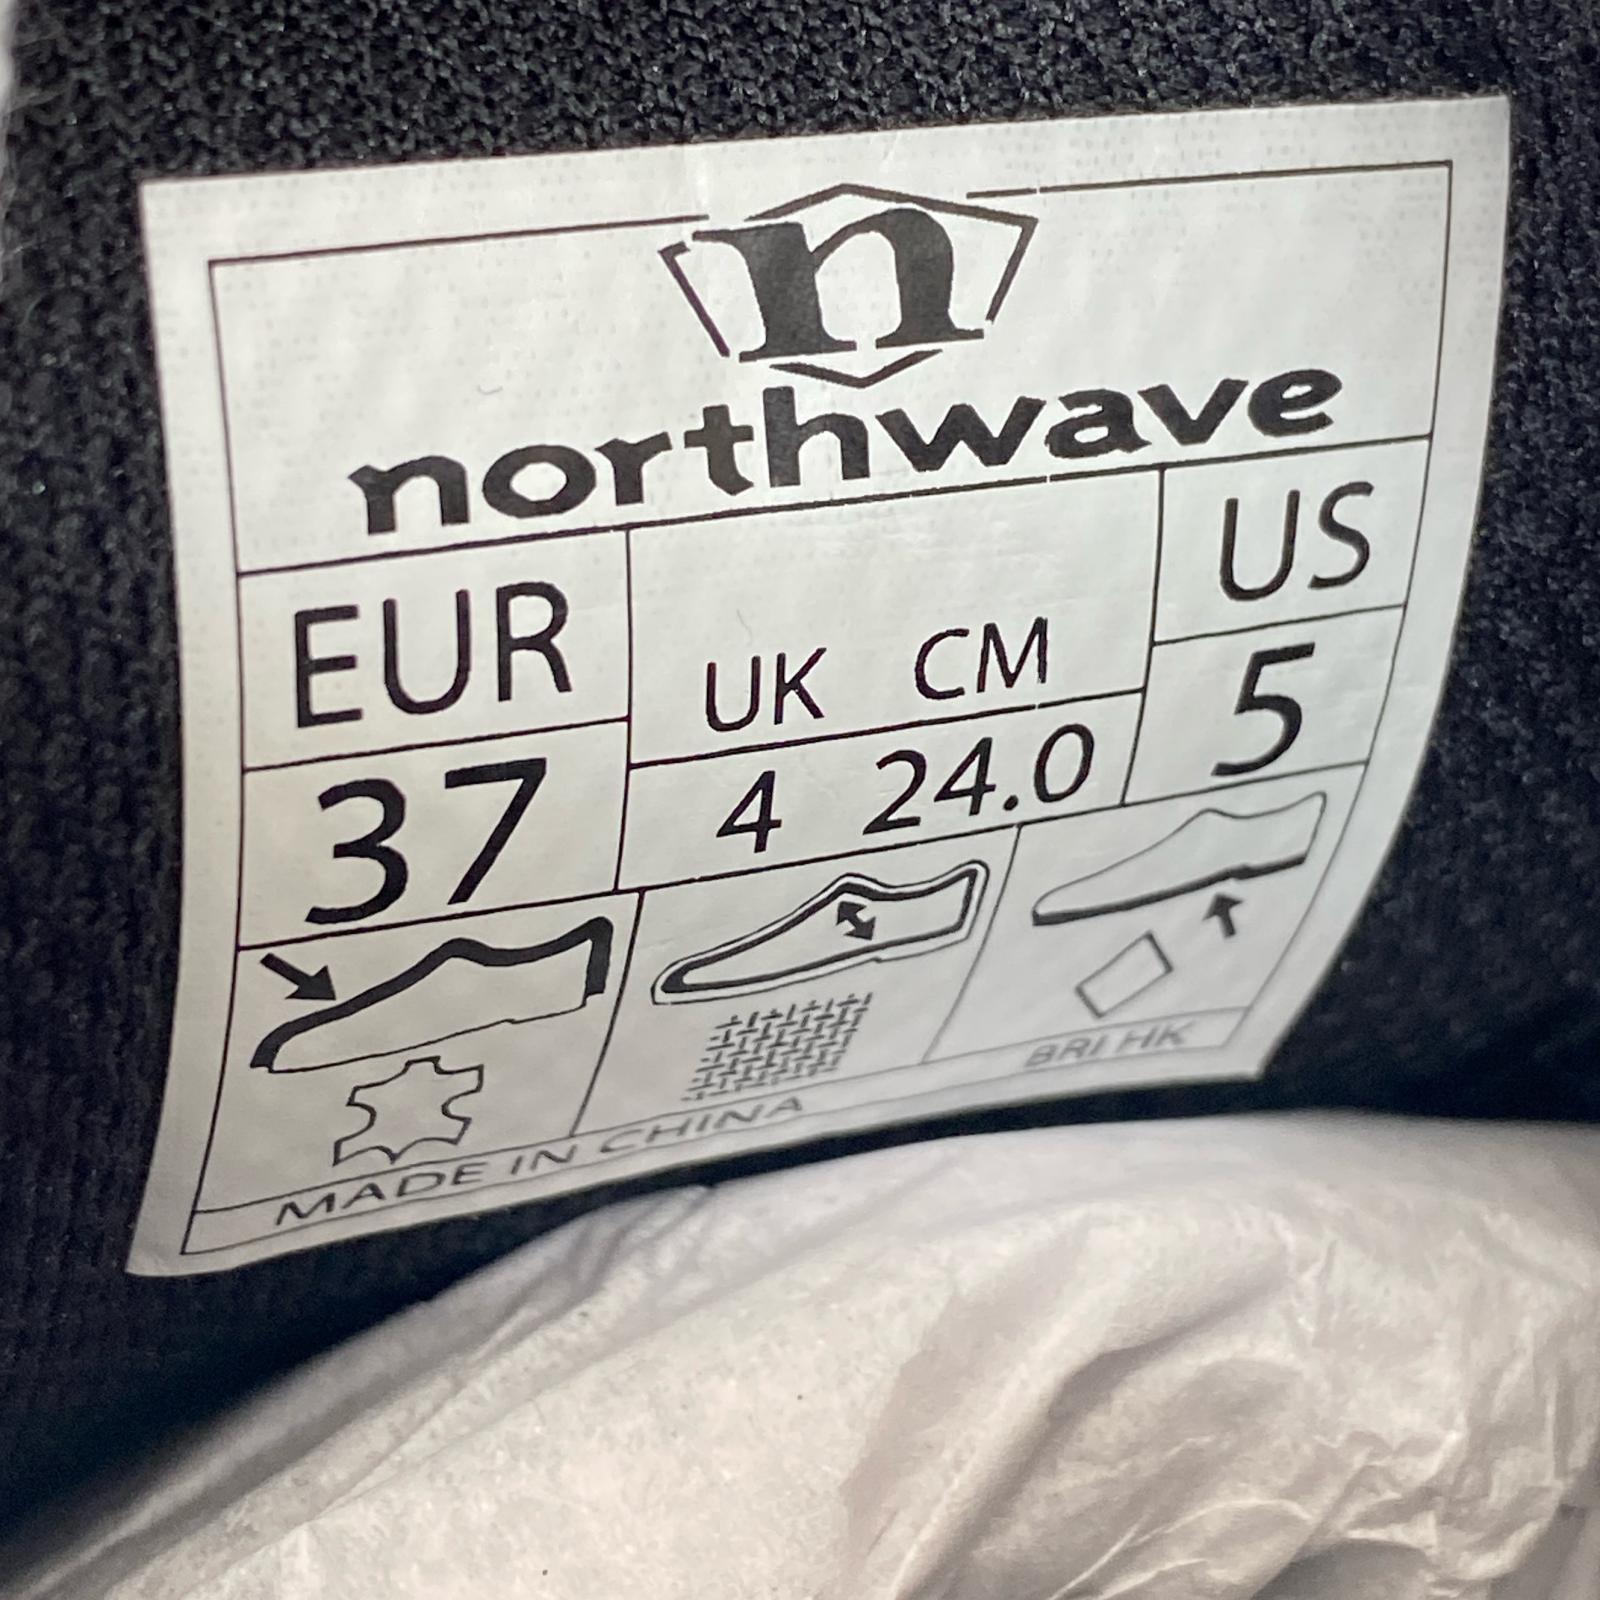 n
northwave
EUR UK CM US
37 4 24.0 5
MADE IN CHINA BRI HK